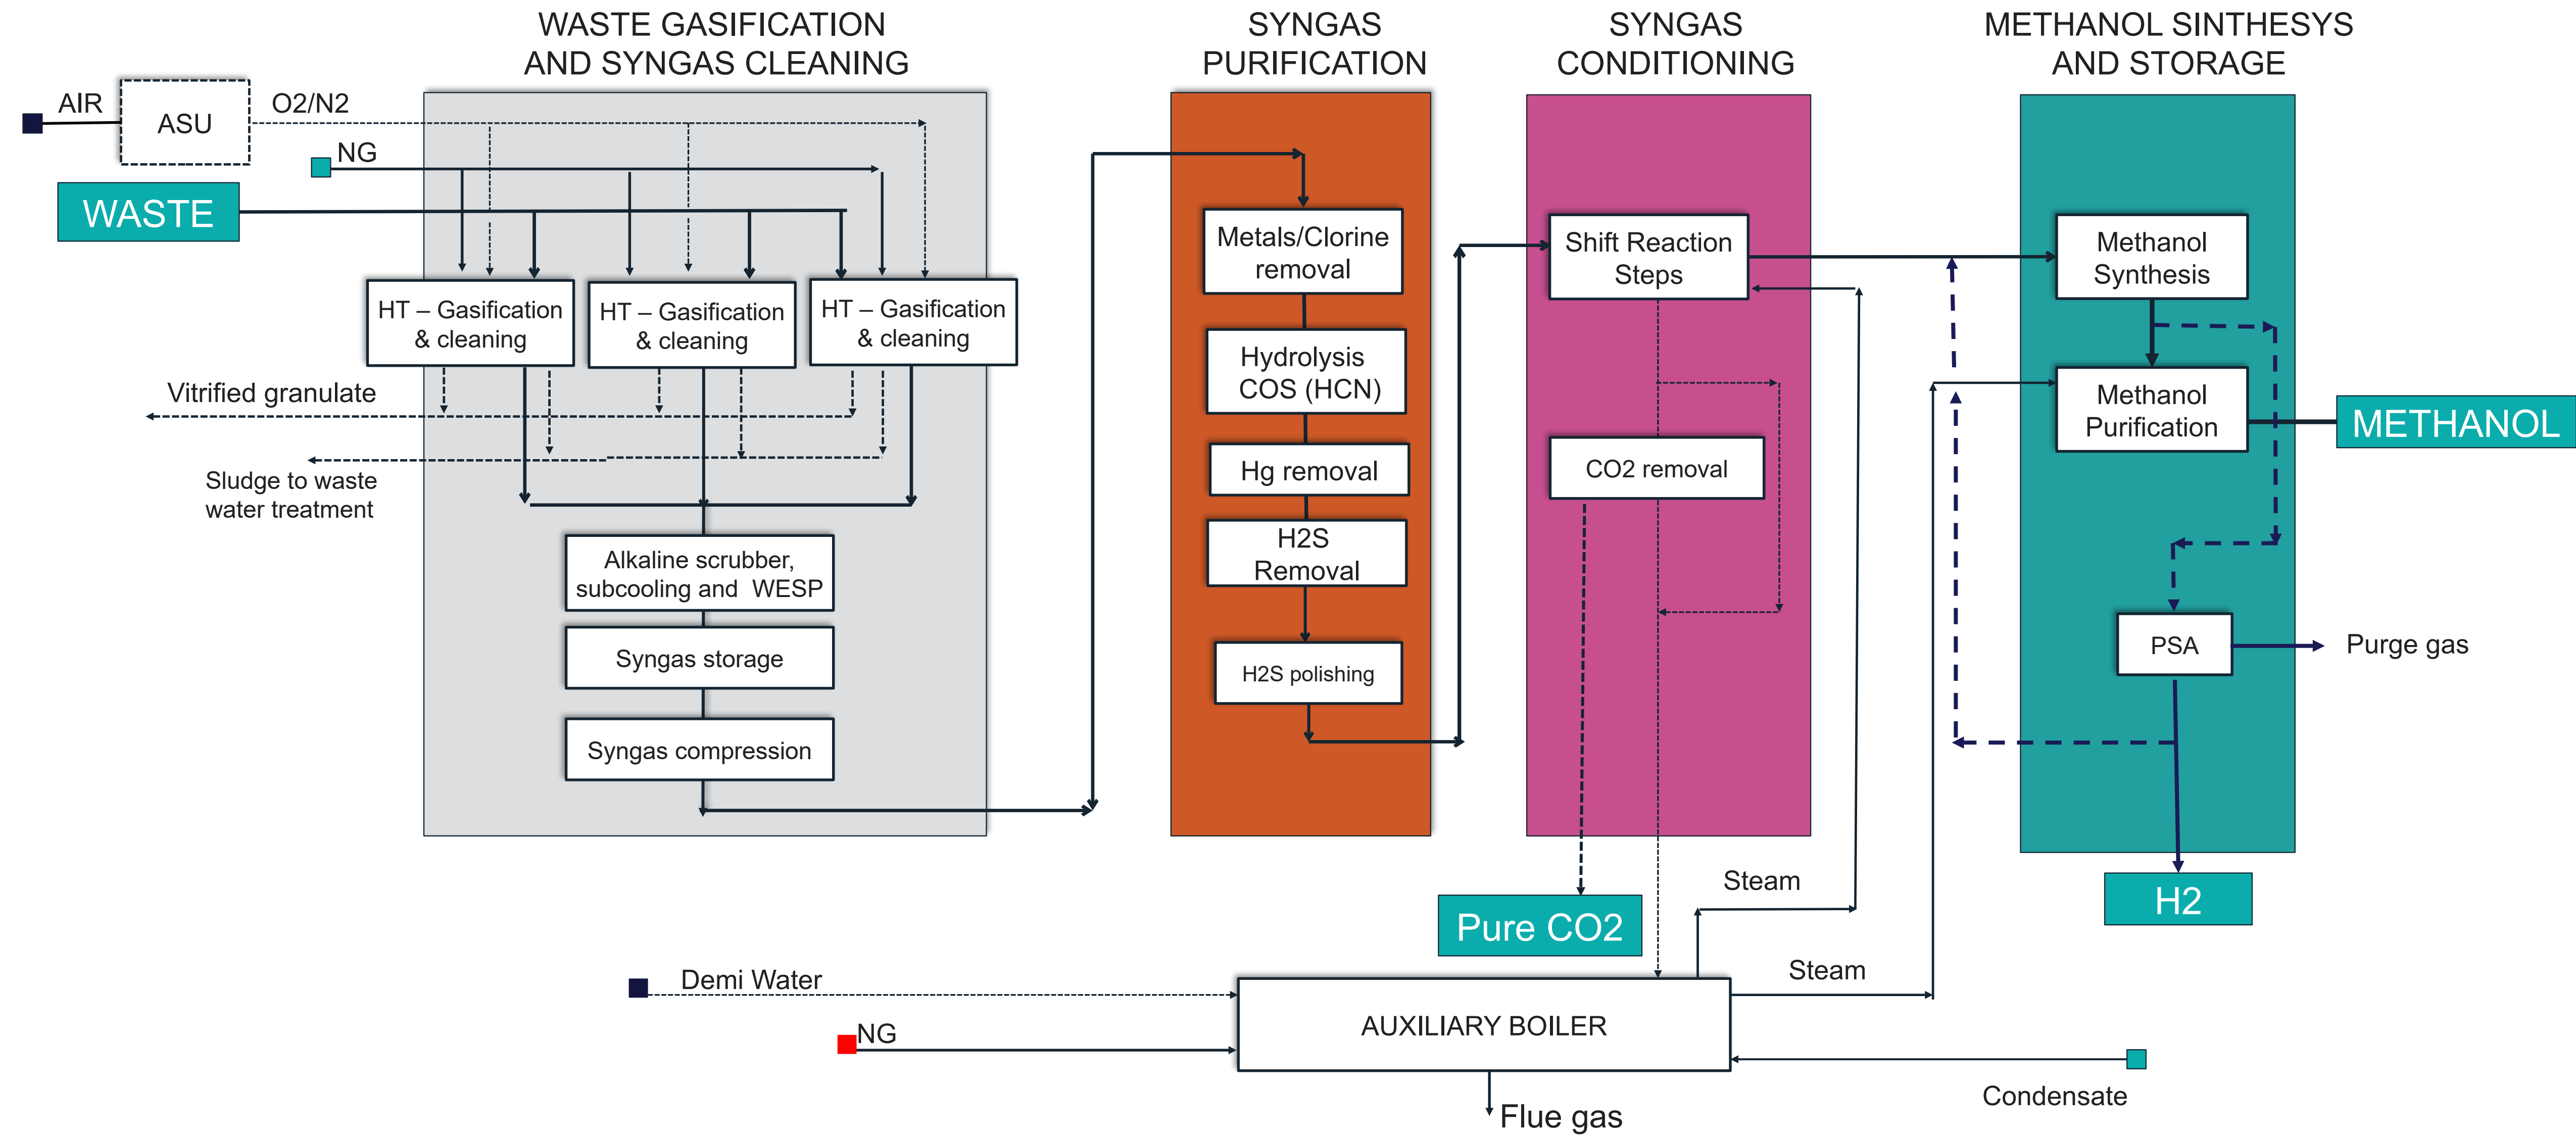 WASTE GASIFICATION
AND SYNGAS CLEANING
SYNGAS
PURIFICATION
SYNGAS
CONDITIONING
METHANOL SINTHESYS
AND STORAGE
AIR
ASU
O2/N2
NG
WASTE
HT – Gasification
& cleaning
HT – Gasification
& cleaning
HT – Gasification
& cleaning
Vitrified granulate
Sludge to waste
water treatment
Alkaline scrubber,
subcooling and WESP
Syngas storage
Syngas compression
Metals/Clorine
removal
Hydrolysis
COS (HCN)
Hg removal
H2S
Removal
H2S polishing
Shift Reaction
Steps
CO2 removal
Pure CO2
Methanol
Synthesis
Methanol
Purification
METHANOL
PSA
Purge gas
H2
Steam
Steam
Demi Water
NG
AUXILIARY BOILER
Condensate
Flue gas